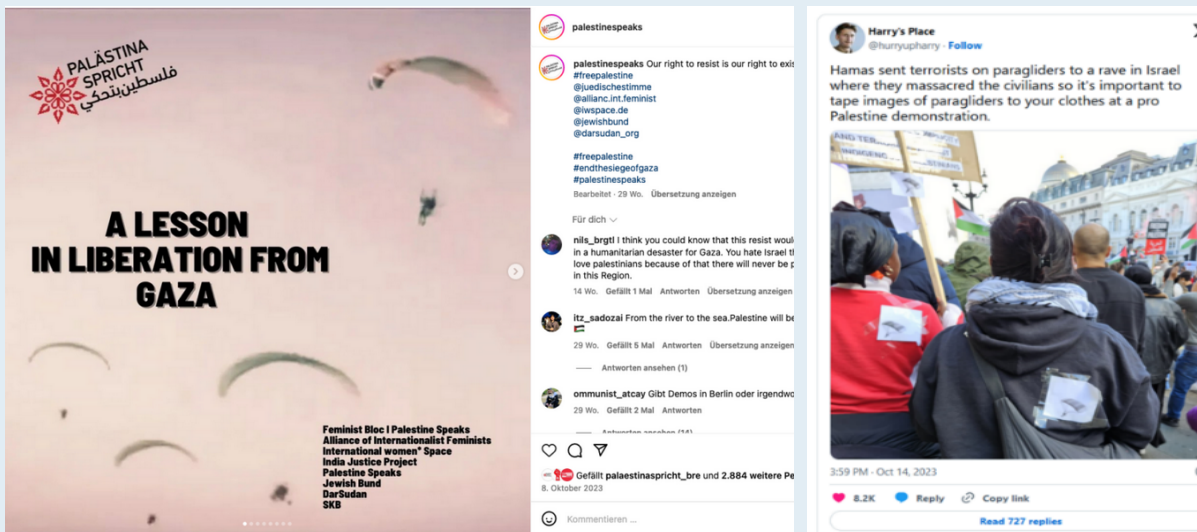 PALÄSTINA
SPRICHT
فلسطين بتحكي
A LESSON
IN LIBERATION FROM
GAZA
Feminist Bloc I Palestine Speaks
Alliance of Internationalist Feminists
International women* Space
India Justice Project
Palestine Speaks
Jewish Bund
DarSudan
SKB
palestinespeaks
palestinespeaks Our right to resist is our right to
#freepalestine
@juedischestimme
@allianc.int.feminist
@iwspace.de
@jewishbund
@darsudan_org
#freepalestine
#endthesiegeofgaza
#palestinespeaks
Bearbeitet · 29 Wo. Übersetzung anzeigen
Für dich
nils_brgtl I think you could know that this resist
in a humanitarian desaster for Gaza. You hate Israel
love palestinians because of that there will never be
in this Region.
14 Wo. Gefällt 1 Mal Antworten Übersetzung anzeigen
itz_sadozai From the river to the sea.Palestine will
29 Wo. Gefällt 5 Mal Antworten Übersetzung anzeigen
Antworten ansehen (1)
ommunist_atcay Gibt Demos in Berlin oder
29 Wo. Gefällt 2 Mal Antworten
Antworten ansehen (14)
Gefällt palaestinaspricht_bre und 2.884 weitere
8. Oktober 2023
Kommentieren ...
Harry's Place
@hurryupharry · Follow
Hamas sent terrorists on paragliders to a rave in Israel
where they massacred the civilians so it's important to
tape images of paragliders to your clothes at a pro
Palestine demonstration.
3:59 PM · Oct 14, 2023
8.2K Reply Copy link
Read 727 replies